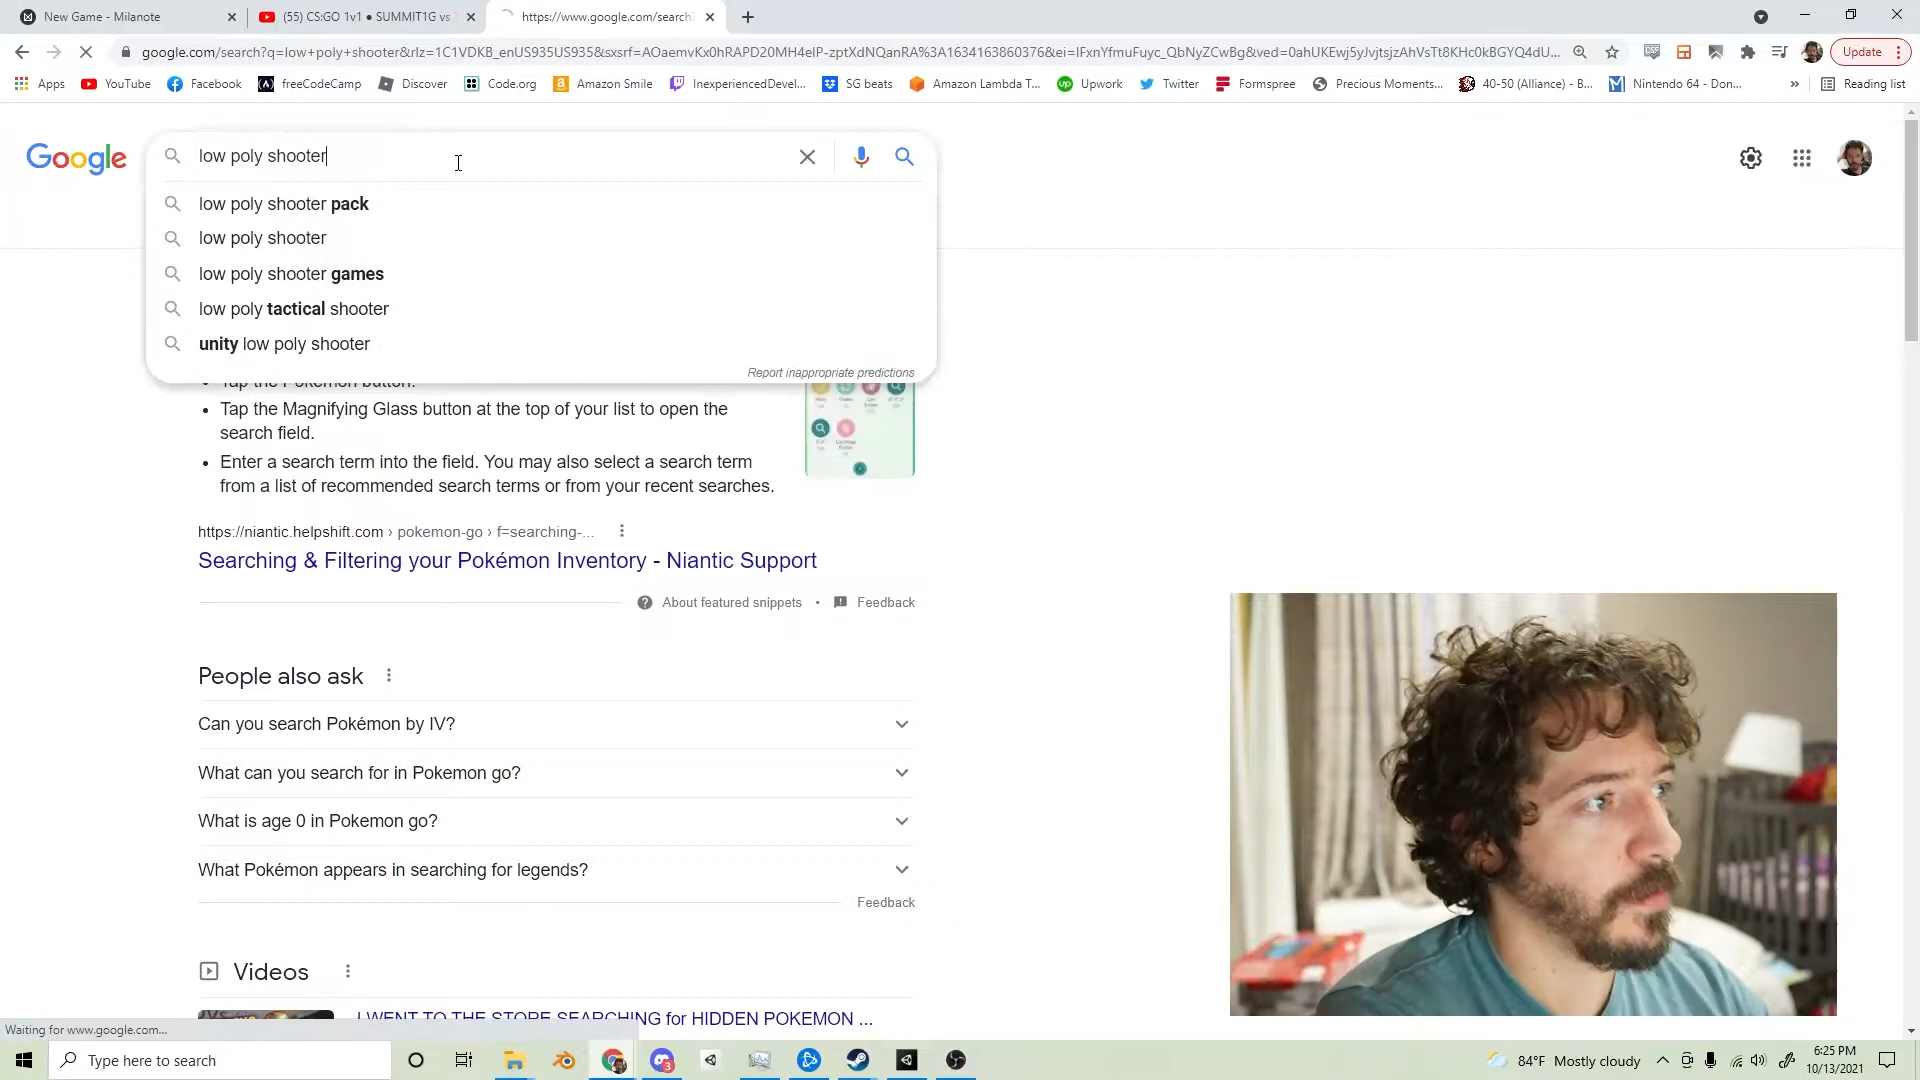 New Game - Milanote
(55) CS:GO 1v1 ● SUMMIT1G vs
https://www.google.com/search?
google.com/search?q=low+poly+shooter&rlz=1C1VDKB_enUS935US935&sxsrf=AOaemvKx0hRAPD20MH4eIP-zptXdNQanRA%3A1634163860376&ei=IFxnYfmuFuyc_QbNyZCwBg&ved=0ahUKEwj5yJvjtsjzAhVsTt8KHc0kBGYQ4dU...
Update
Apps
YouTube
Facebook
freeCodeCamp
Discover
Code.org
Amazon Smile
InexperiencedDevel...
SG beats
Amazon Lambda T...
Upwork
Twitter
Formspree
Precious Moments...
40-50 (Alliance) - B...
Nintendo 64 - Don...
»
Reading list
Google
low poly shooter
low poly shooter pack
low poly shooter
low poly shooter games
low poly tactical shooter
unity low poly shooter
Report inappropriate predictions
Tap the Pokémon button.
• Tap the Magnifying Glass button at the top of your list to open the
search field.
• Enter a search term into the field. You may also select a search term
from a list of recommended search terms or from your recent searches.
https://niantic.helpshift.com › pokemon-go › f=searching-...
Searching & Filtering your Pokémon Inventory - Niantic Support
About featured snippets • Feedback
People also ask
Can you search Pokémon by IV?
What can you search for in Pokemon go?
What is age 0 in Pokemon go?
What Pokémon appears in searching for legends?
Feedback
Videos
I WENT TO THE STORE SEARCHING for HIDDEN POKEMON ...
Waiting for www.google.com...
Type here to search
3
84°F Mostly cloudy
6:25 PM
10/13/2021